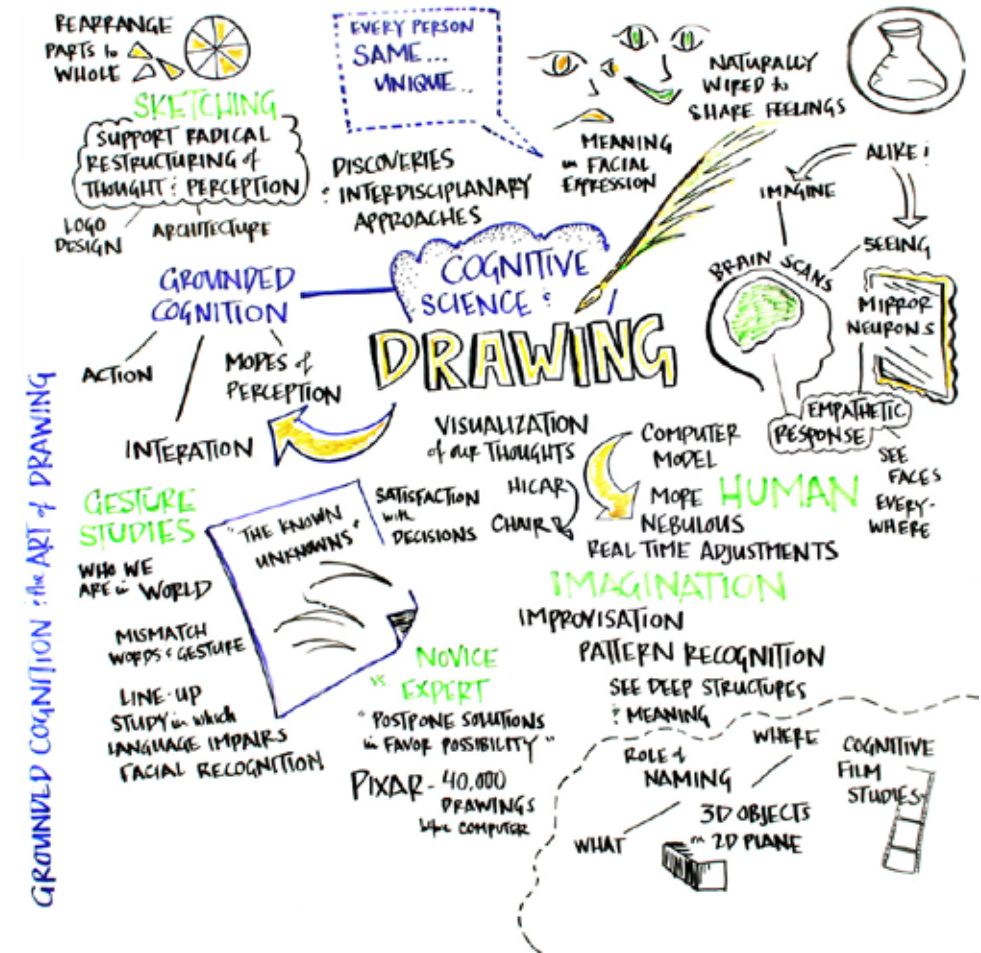 REARRANGE
PARTS to
WHOLE
SKETCHING
SUPPORT RADICAL
RESTRUCTURING of
THOUGHT & PERCEPTION
LOGO
DESIGN
ARCHITECTURE
EVERY PERSON
SAME...
UNIQUE...
DISCOVERIES
& INTERDISCIPLANARY
APPROACHES
MEANING
in FACIAL
EXPRESSION
NATURALLY
WIRED to
SHARE FEELINGS
ALIKE!
IMAGINE
SEEING
BRAIN SCANS
MIRROR
NEURONS
EMPATHETIC
RESPONSE
SEE
FACES
EVERY-
WHERE
GROUNDED
COGNITION
ACTION
MODES of
PERCEPTION
INTERATION
COGNITIVE
SCIENCE &
DRAWING
VISUALIZATION
of our THOUGHTS
HICAR
CHAIR
COMPUTER
MODEL
MORE HUMAN
NEBULOUS
REAL TIME ADJUSTMENTS
IMAGINATION
IMPROVISATION
PATTERN RECOGNITION
SEE DEEP STRUCTURES
& MEANING
GESTURE
STUDIES
WHO WE
ARE in WORLD
MISMATCH
WORDS & GESTURE
LINE-UP
STUDY in which
LANGUAGE IMPAIRS
FACIAL RECOGNITION
"THE KNOWN
UNKNOWNS"
SATISFACTION
with
DECISIONS
NOVICE
vs EXPERT
"POSTPONE SOLUTIONS
in FAVOR POSSIBILITY"
PIXAR - 40,000
DRAWINGS
COMPUTER
ROLE of
NAMING
WHERE
WHAT
3D OBJECTS
on 2D PLANE
COGNITIVE
FILM
STUDIES
GROUNDED COGNITION & the ART of DRAWING